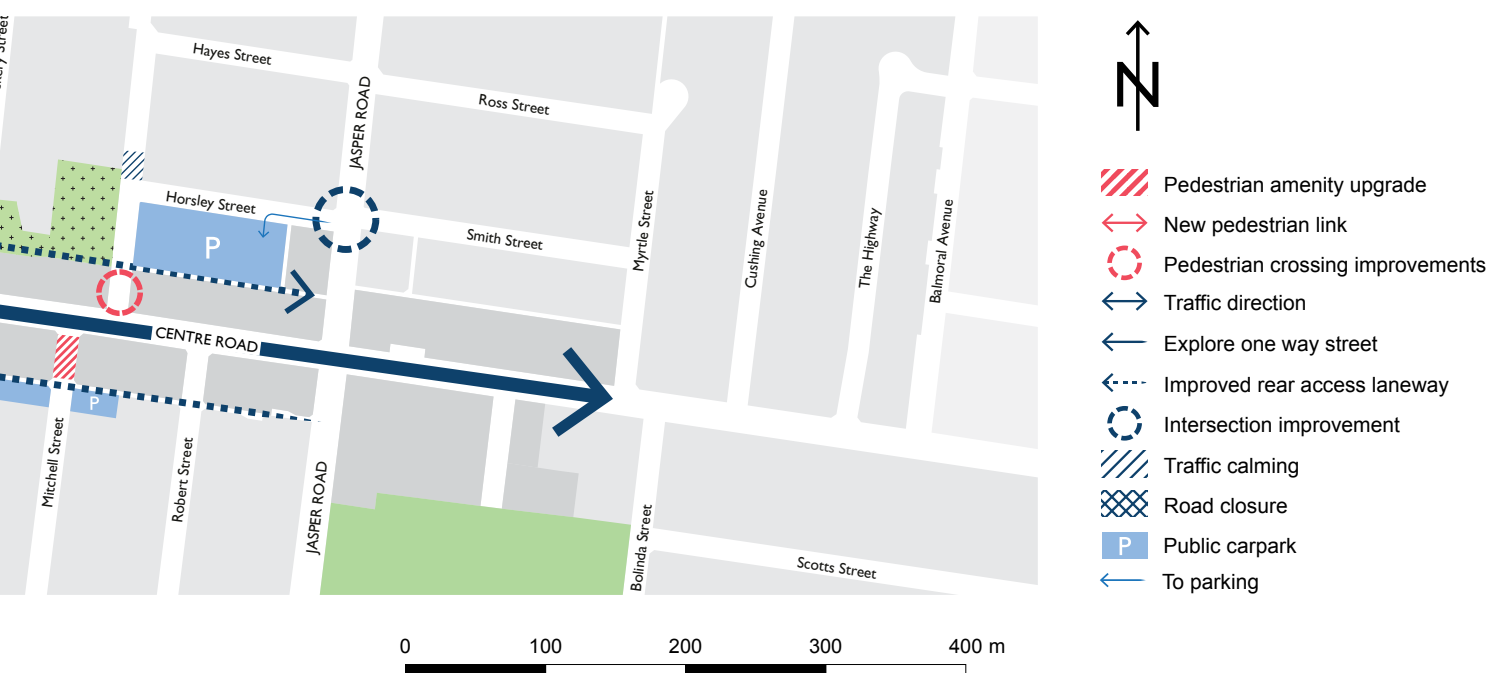 Hayes Street
Ross Street
JASPER ROAD
Horsley Street
P
Smith Street
Myrtle Street
Cushing Avenue
The Highway
Balmoral Avenue
CENTRE ROAD
P
Mitchell Street
Robert Street
JASPER ROAD
Bolinda Street
Scotts Street
0 100 200 300 400 m
N
Pedestrian amenity upgrade
New pedestrian link
Pedestrian crossing improvements
Traffic direction
Explore one way street
Improved rear access laneway
Intersection improvement
Traffic calming
Road closure
P Public carpark
To parking